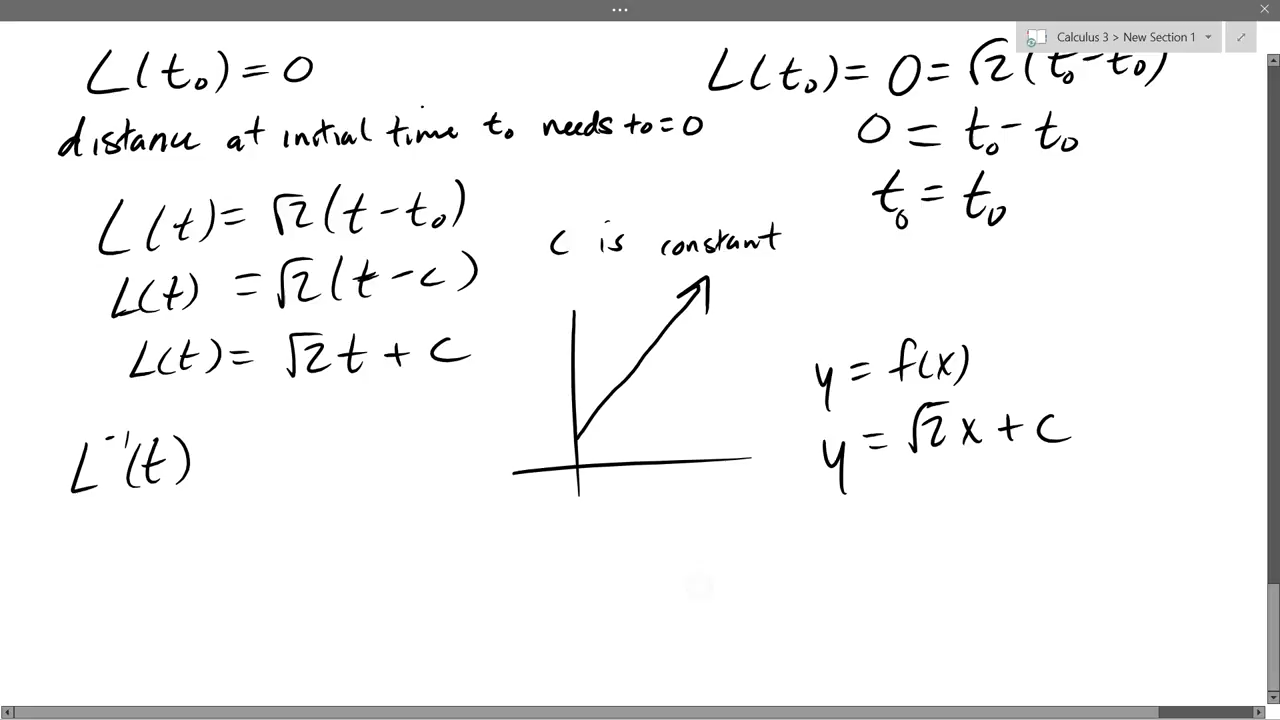 Calculus 3 > New Section 1
L(t₀) = 0
distance at initial time t₀ needs to = 0
L(t) = √2(t - t₀)
L(t) = √2(t - c)
L(t) = √2t + C
L⁻¹(t)
c is constant
L(t₀) = 0 = √2(t₀ - t₀)
0 = t₀ - t₀
t₀ = t₀
y = f(x)
y = √2x + C